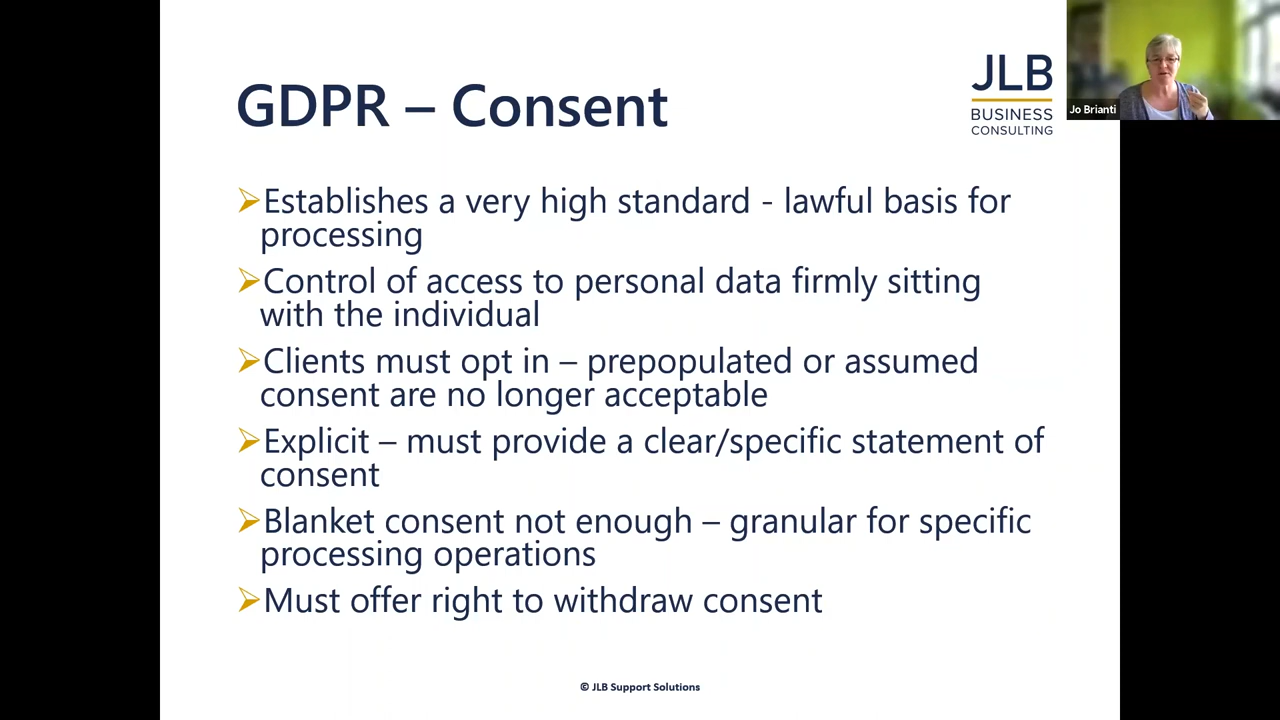 GDPR – Consent
JLB
BUSINESS
CONSULTING
Jo Brianti
➢Establishes a very high standard - lawful basis for
processing
➢Control of access to personal data firmly sitting
with the individual
➢Clients must opt in – prepopulated or assumed
consent are no longer acceptable
➢Explicit – must provide a clear/specific statement of
consent
➢Blanket consent not enough – granular for specific
processing operations
➢Must offer right to withdraw consent
© JLB Support Solutions